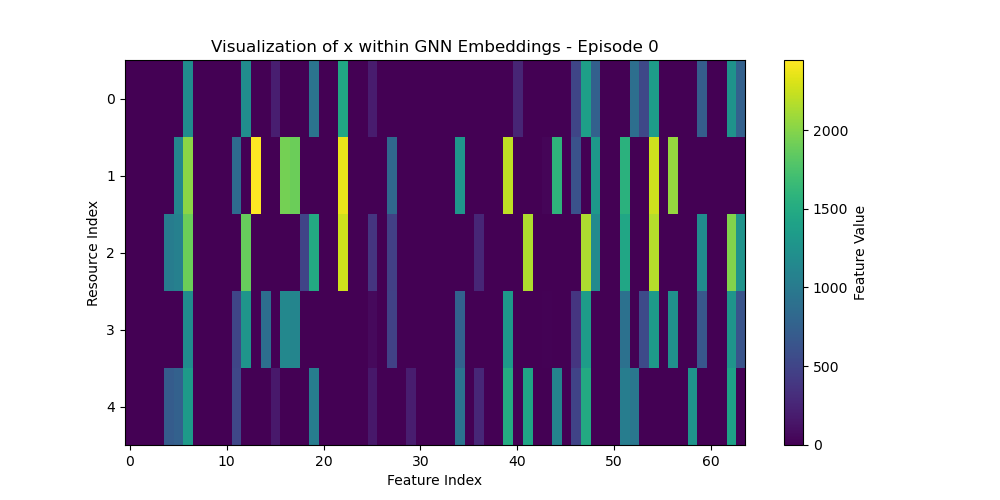 Visualization of x within GNN Embeddings - Episode 0
Resource Index
0
1
2
3
4
0 10 20 30 40 50 60
Feature Index
2000
1500
1000
500
0
Feature Value